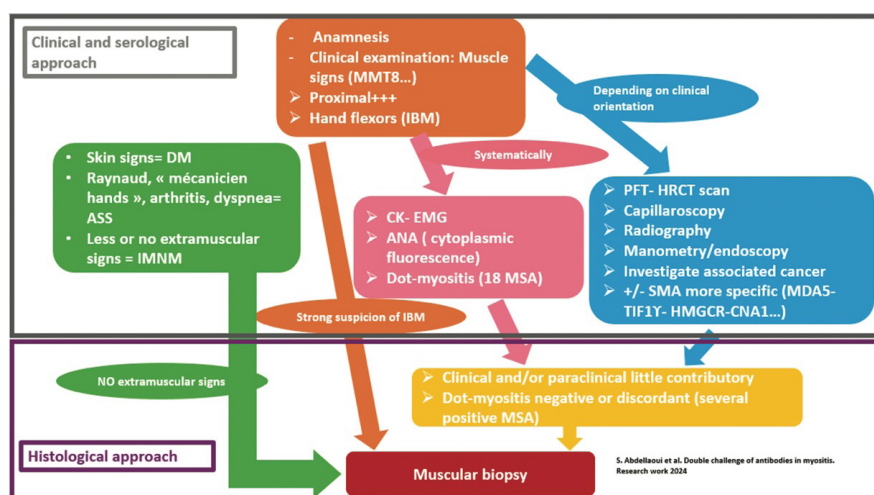 Clinical and serological
approach
- Anamnesis
- Clinical examination: Muscle
signs (MMT8...)
➢ Proximal+++
➢ Hand flexors (IBM)
Depending on clinical
orientation
Systematically
• Skin signs= DM
• Raynaud, « mécanicien
hands », arthritis, dyspnea=
ASS
• Less or no extramuscular
signs = IMNM
➢ CK- EMG
➢ ANA ( cytoplasmic
fluorescence)
➢ Dot-myositis (18 MSA)
➢ PFT- HRCT scan
➢ Capillaroscopy
➢ Radiography
➢ Manometry/endoscopy
➢ Investigate associated cancer
➢ +/- SMA more specific (MDA5-
TIF1ϒ- HMGCR-CNA1...)
Strong suspicion of IBM
NO extramuscular signs
➢ Clinical and/or paraclinical little contributory
➢ Dot-myositis negative or discordant (several
positive MSA)
Histological approach
Muscular biopsy
S. Abdellaoui et al. Double challenge of antibodies in myositis.
Research work 2024